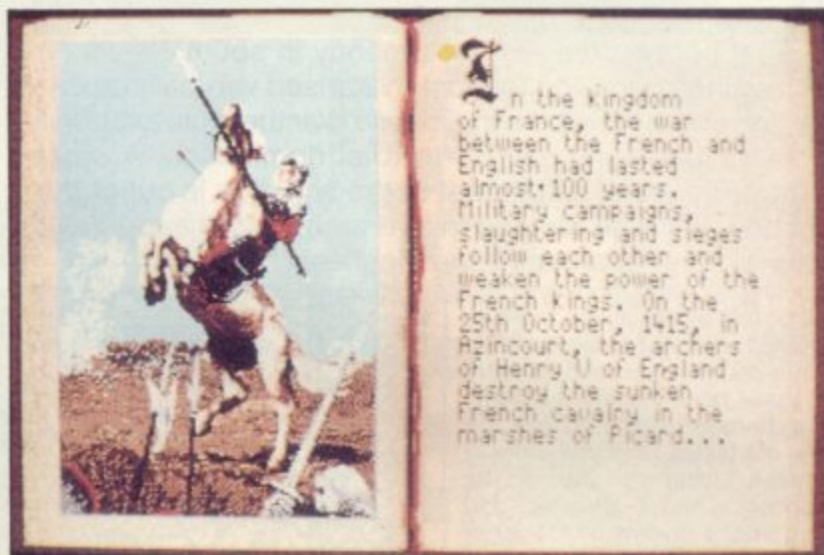 In the Kingdom
of France, the war
between the French and
English had lasted
almost 100 years.
Military campaigns,
slaughtering and sieges
follow each other and
weaken the power of the
French Kings. On the
25th October, 1415, in
Azincourt, the archers
of Henry V of England
destroy the sunken
French cavalry in the
marshes of Picard...